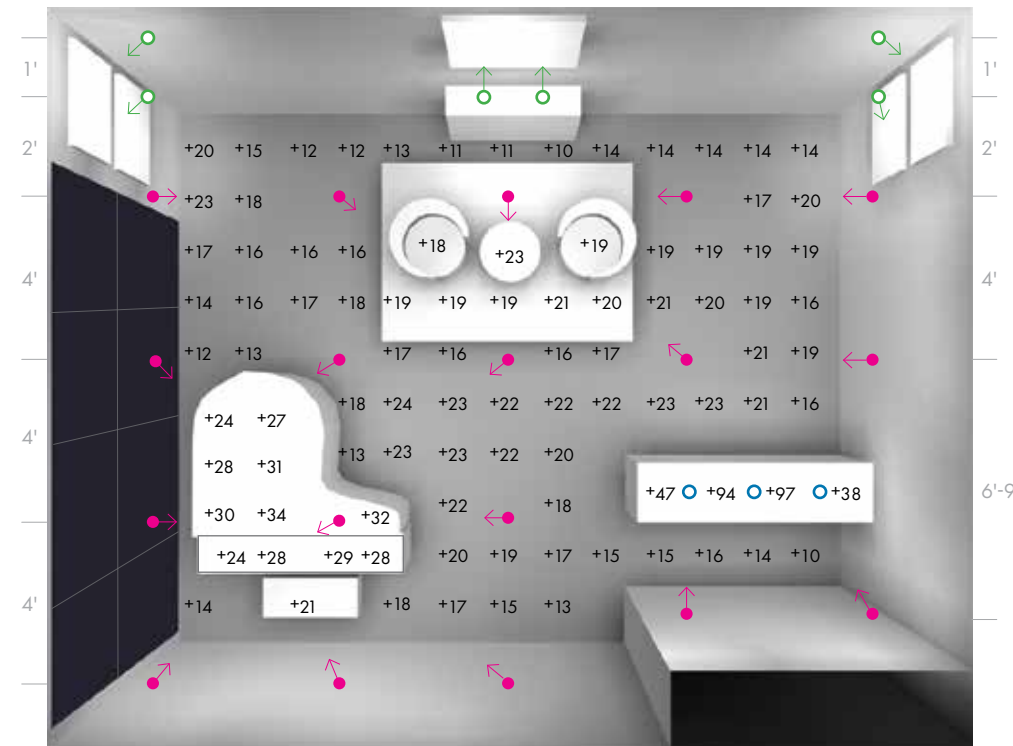 1' 1'
2' +20 +15 +12 +12 +13 +11 +11 +10 +14 +14 +14 +14 +14 2'
+23 +18 +17 +20
+18 +23 +19
4' +17 +16 +16 +16 +19 +19 +19 +19 4'
+14 +16 +17 +18 +19 +19 +19 +21 +20 +21 +20 +19 +16
+12 +13 +17 +16 +16 +17 +21 +19
+18 +24 +23 +22 +22 +22 +23 +23 +21 +16
+24 +27
4' 4'
+13 +23 +23 +22 +20
+28 +31
+47 +94 +97 +38 6'-9
+22 +18
+30 +34 +32
+24 +28 +29 +28 +20 +19 +17 +15 +15 +16 +14 +10
4' +14 +21 +18 +17 +15 +13